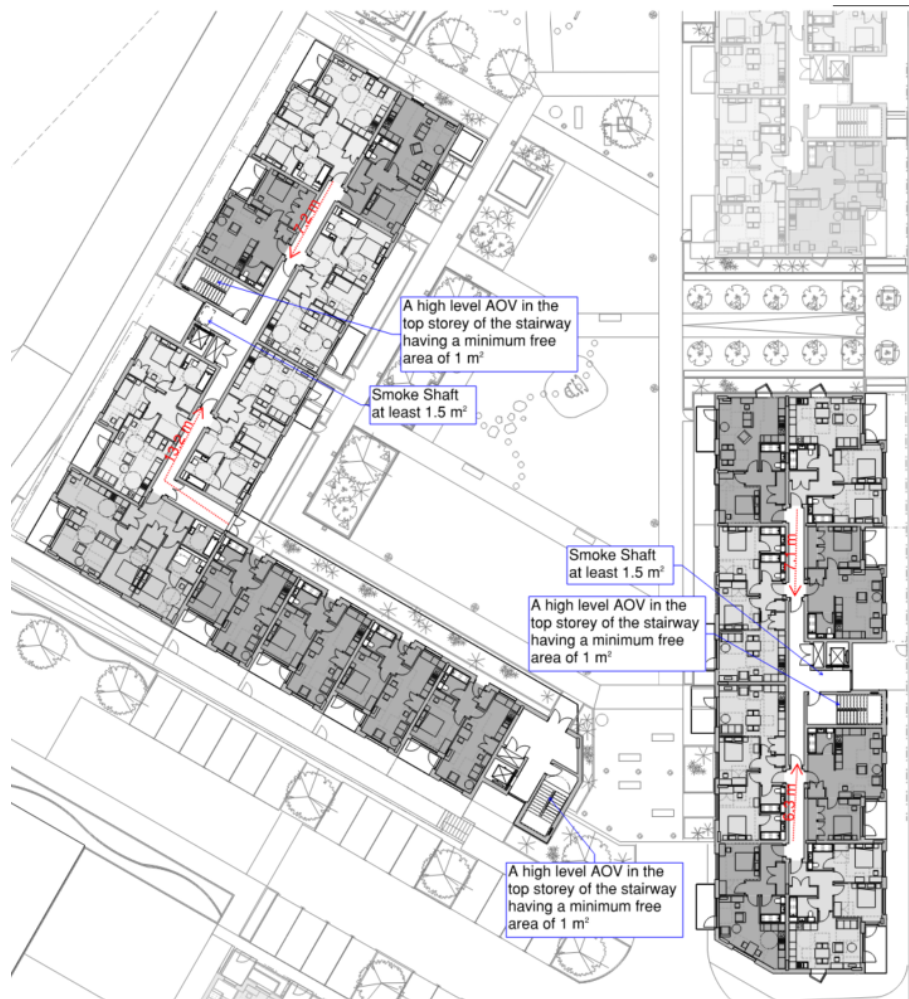 7.2 m
A high level AOV in the
top storey of the stairway
having a minimum free
area of 1 m²
Smoke Shaft
at least 1.5 m²
13.2 m
Smoke Shaft
at least 1.5 m²
7.1 m
A high level AOV in the
top storey of the stairway
having a minimum free
area of 1 m²
6.3 m
A high level AOV in the
top storey of the stairway
having a minimum free
area of 1 m²